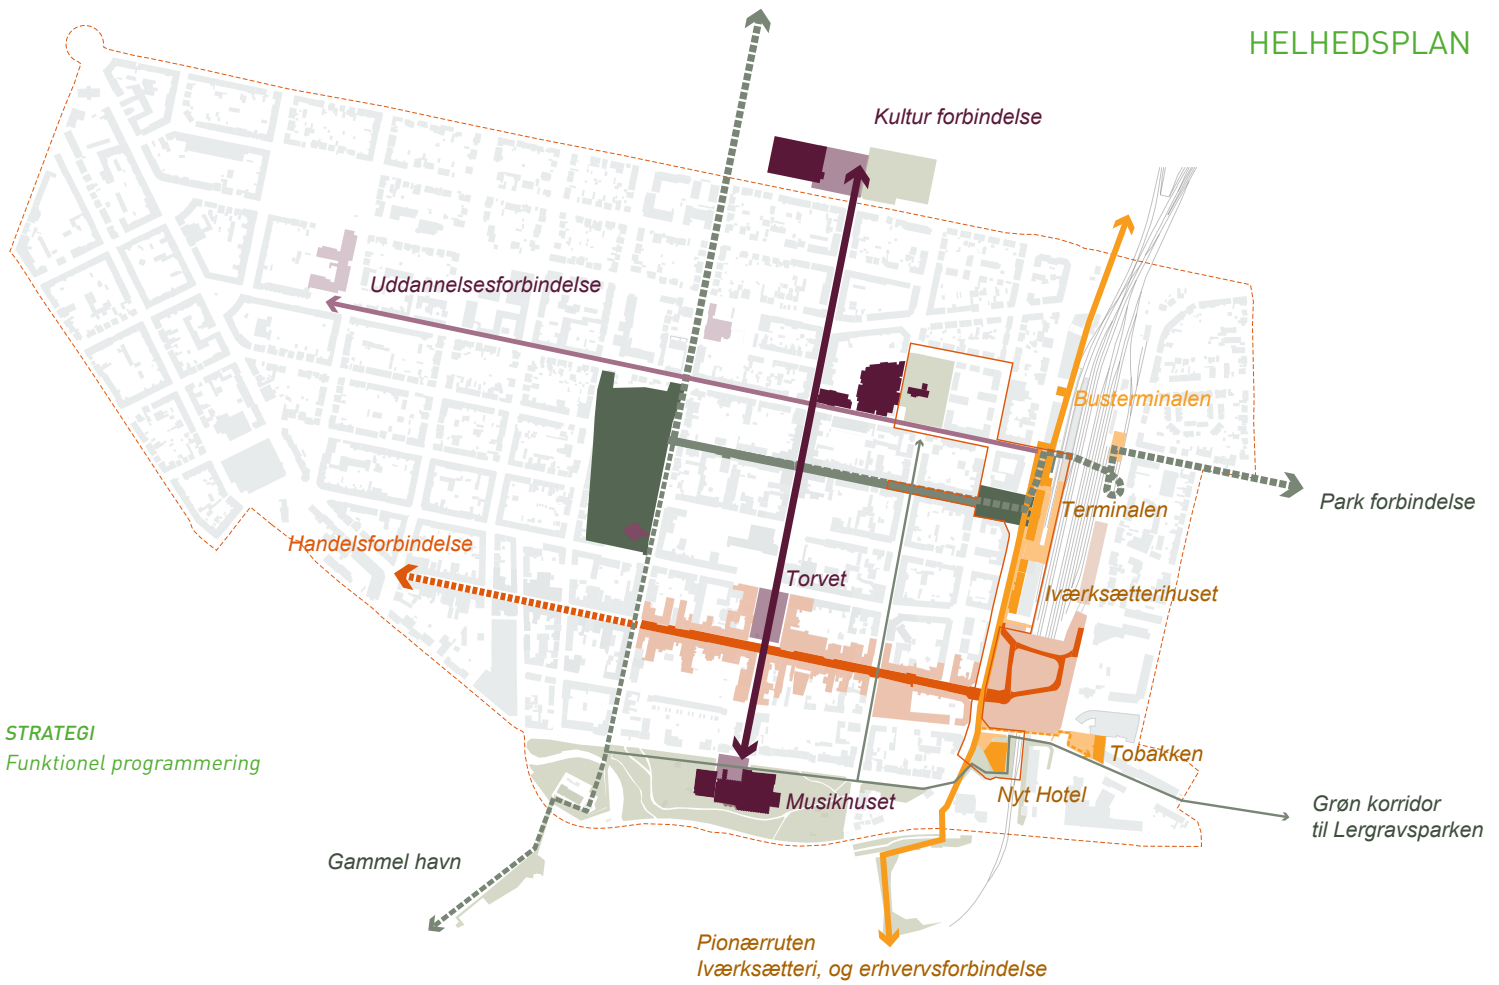 HELHEDSPLAN
Kultur forbindelse
Uddannelsesforbindelse
Busterminalen
Park forbindelse
Terminalen
Handelsforbindelse
Torvet
Iværksætterihuset
STRATEGI
Funktionel programmering
Tobakken
Nyt Hotel
Musikhuset
Grøn korridor
til Lergravsparken
Gammel havn
Pionærruten
Iværksætteri, og erhvervsforbindelse